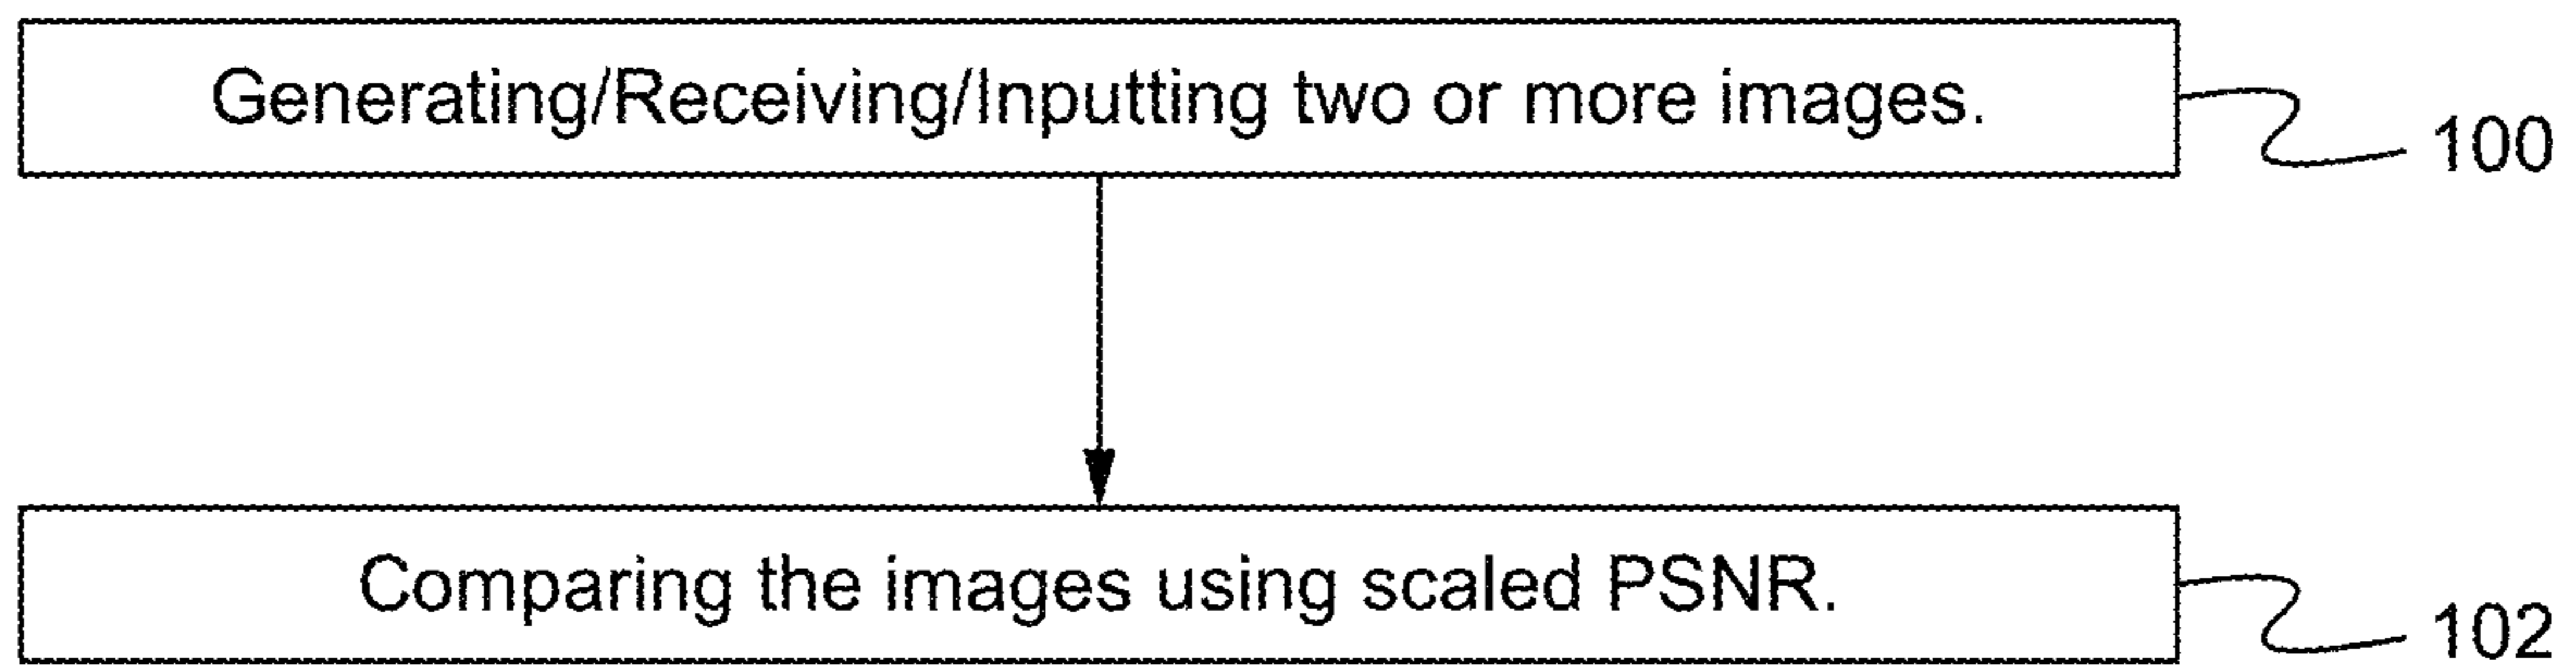 Generating/Receiving/Inputting two or more images.
100
Comparing the images using scaled PSNR.
102